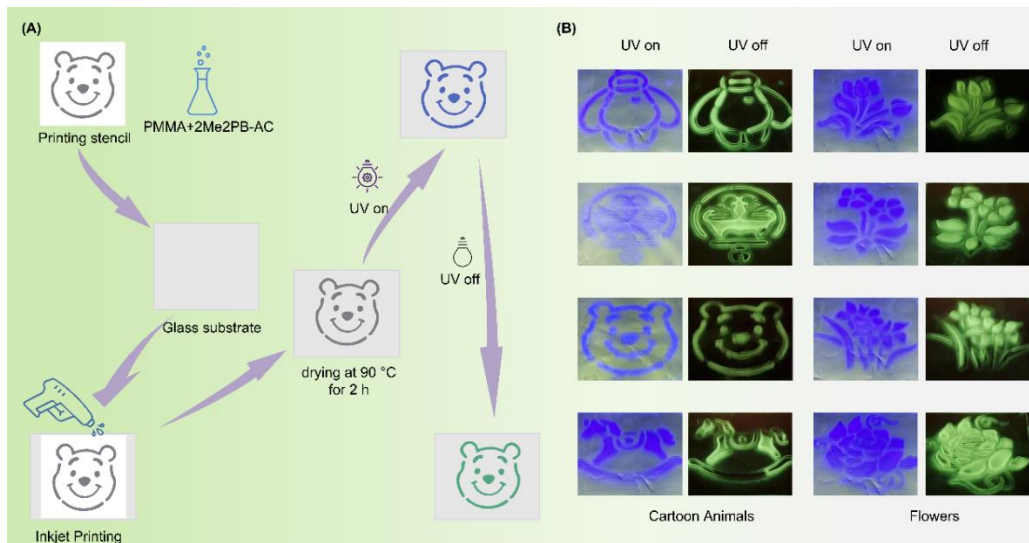 (A)
Printing stencil
PMMA+2Me2PB-AC
Glass substrate
Inkjet Printing
drying at 90 °C
for 2 h
UV on
UV off
(B)
UV on
UV off
UV on
UV off
Cartoon Animals
Flowers